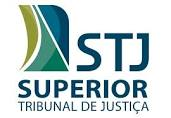 STJ
SUPERIOR
TRIBUNAL DE JUSTIÇA